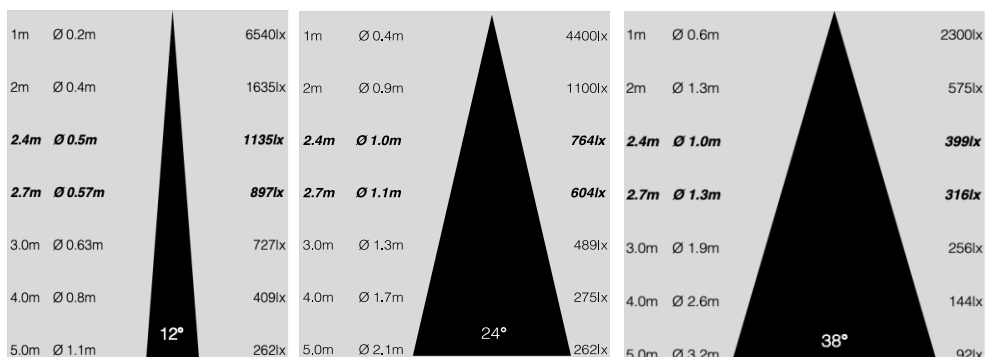 1m Ø 0.2m 6540lx
2m Ø 0.4m 1635lx
2.4m Ø 0.5m 1135lx
2.7m Ø 0.57m 897lx
3.0m Ø 0.63m 727lx
4.0m Ø 0.8m 409lx
12°
5.0m Ø 1.1m 262lx
1m Ø 0.4m 4400lx
2m Ø 0.9m 1100lx
2.4m Ø 1.0m 764lx
2.7m Ø 1.1m 604lx
3.0m Ø 1.3m 489lx
4.0m Ø 1.7m 275lx
24°
5.0m Ø 2.1m 262lx
1m Ø 0.6m 2300lx
2m Ø 1.3m 575lx
2.4m Ø 1.0m 399lx
2.7m Ø 1.3m 316lx
3.0m Ø 1.9m 256lx
4.0m Ø 2.6m 144lx
38°
5.0m Ø 3.2m 92lx